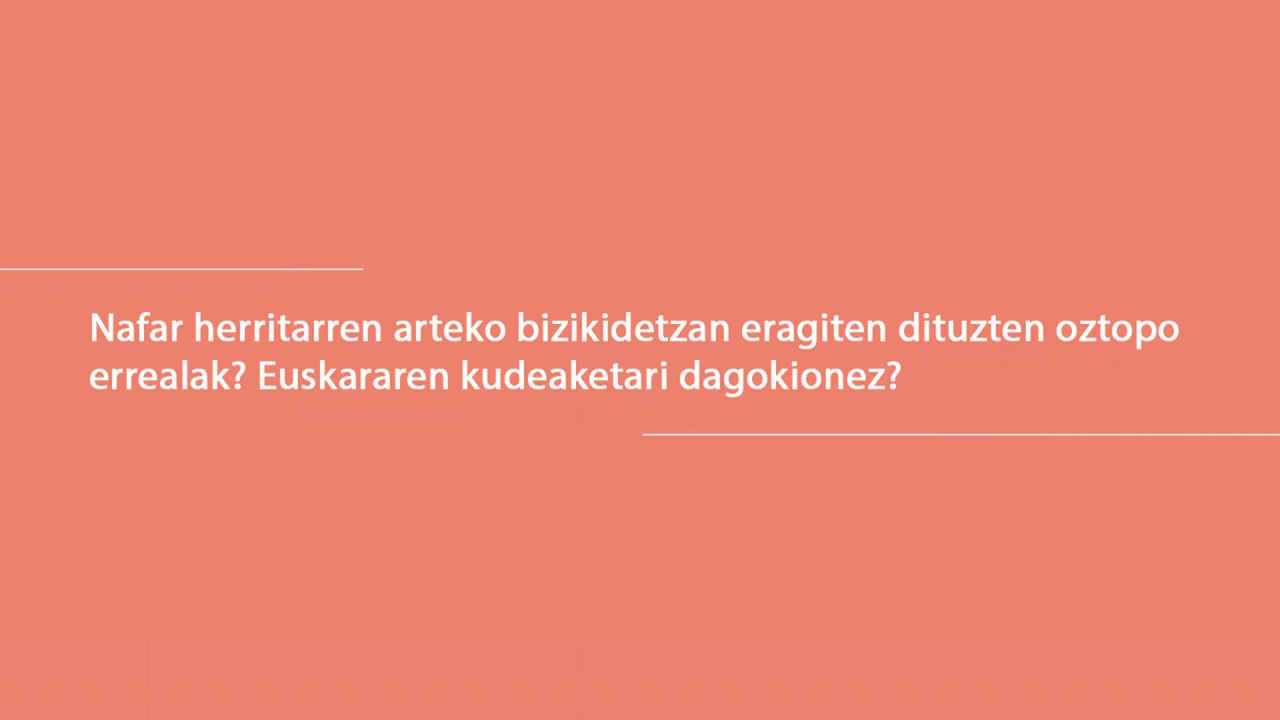 Nafar herritarren arteko bizikidetzan eragiten dituzten oztopo
errealak? Euskararen kudeaketari dagokionez?